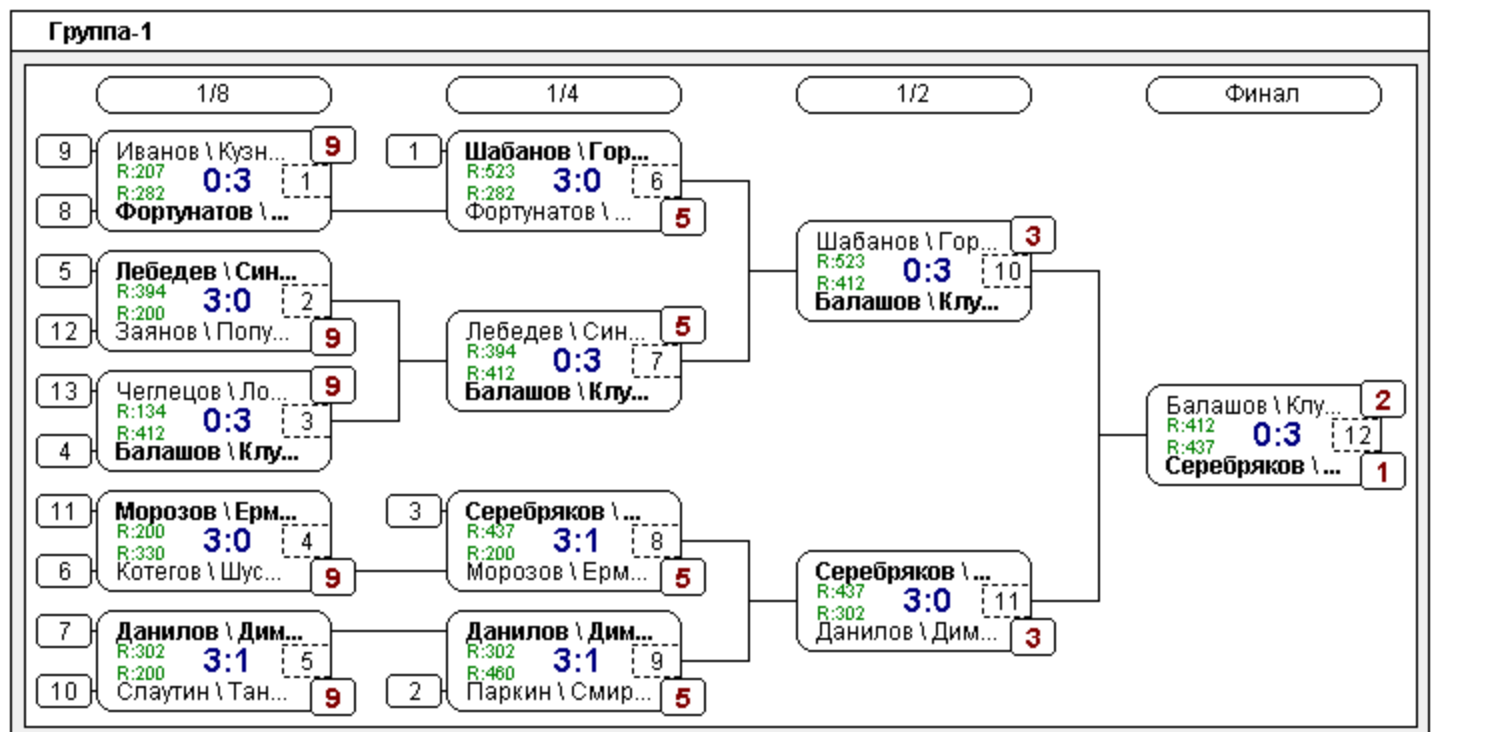 Группа-1
1/8 1/4 1/2 Финал
9 Иванов \ Кузн... 9
R:207 0:3 1
R:282
8 Фортунатов \ ...
5 Лебедев \ Син...
R:394 3:0 2
R:200
12 Заянов \ Попу... 9
13 Чеглецов \ Ло... 9
R:134 0:3 3
R:412
4 Балашов \ Клу...
11 Морозов \ Ерм...
R:200 3:0 4
R:330
6 Котегов \ Шус... 9
7 Данилов \ Дим...
R:302 3:1 5
R:200
10 Слаутин \ Тан... 9
1 Шабанов \ Гор...
R:523 3:0 6
R:282
Фортунатов \ ... 5
Лебедев \ Син... 5
R:394 0:3 7
R:412
Балашов \ Клу...
3 Серебряков \ ...
R:437 3:1 8
R:200
Морозов \ Ерм... 5
Данилов \ Дим...
R:302 3:1 9
R:460
2 Паркин \ Смир... 5
Шабанов \ Гор... 3
R:523 0:3 10
R:412
Балашов \ Клу...
Серебряков \ ...
R:437 3:0 11
R:302
Данилов \ Дим... 3
Балашов \ Клу... 2
R:412 0:3 12
R:437
Серебряков \ ... 1